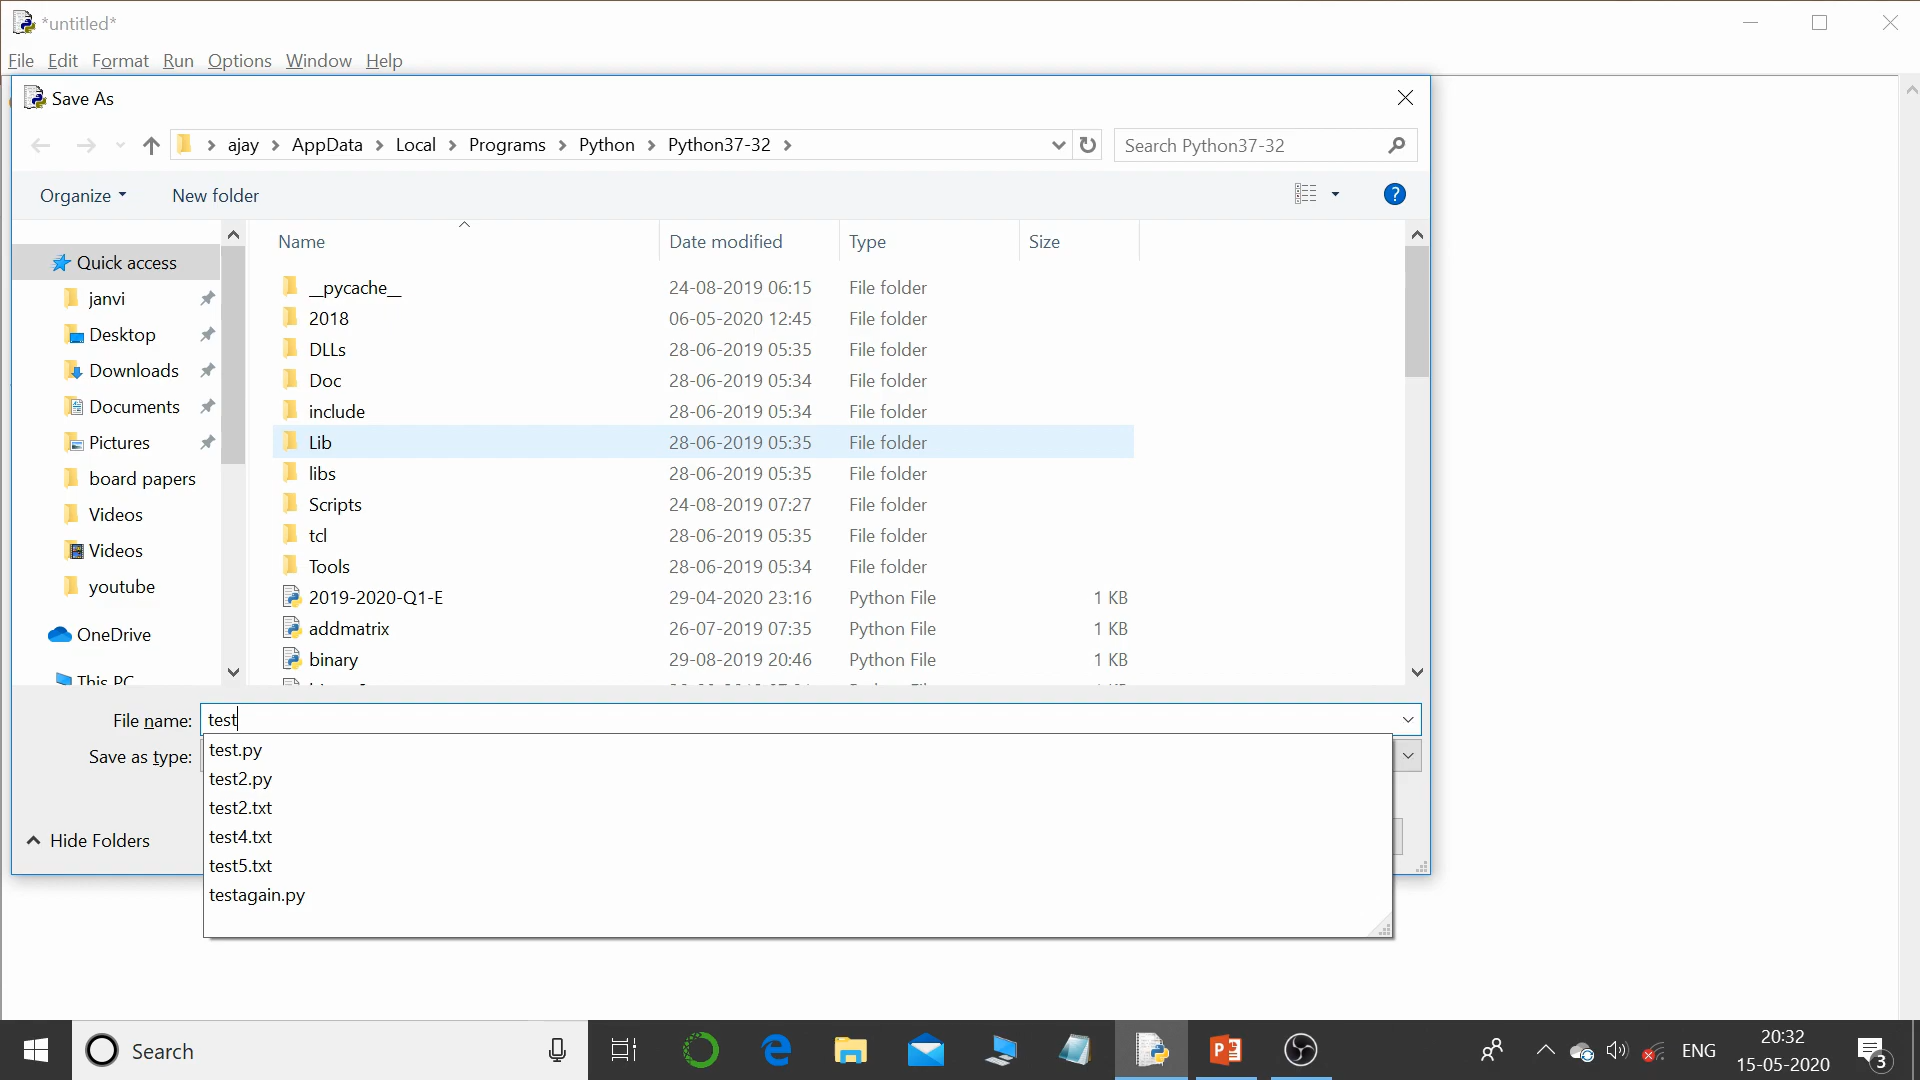 *untitled*
File Edit Format Run Options Window Help
Save As
ajay AppData Local Programs Python Python37-32
Search Python37-32
Organize New folder
?
Name Date modified Type Size
Quick access
janvi
Desktop
Downloads
Documents
Pictures
board papers
Videos
Videos
youtube
OneDrive
This PC
__pycache__ 24-08-2019 06:15 File folder
2018 06-05-2020 12:45 File folder
DLLs 28-06-2019 05:35 File folder
Doc 28-06-2019 05:34 File folder
include 28-06-2019 05:34 File folder
Lib 28-06-2019 05:35 File folder
libs 28-06-2019 05:35 File folder
Scripts 24-08-2019 07:27 File folder
tcl 28-06-2019 05:35 File folder
Tools 28-06-2019 05:34 File folder
2019-2020-Q1-E 29-04-2020 23:16 Python File 1 KB
addmatrix 26-07-2019 07:35 Python File 1 KB
binary 29-08-2019 20:46 Python File 1 KB
File name: test
Save as type:
test.py
test2.py
test2.txt
test4.txt
test5.txt
testagain.py
Hide Folders
Search
ENG
20:32
15-05-2020
3